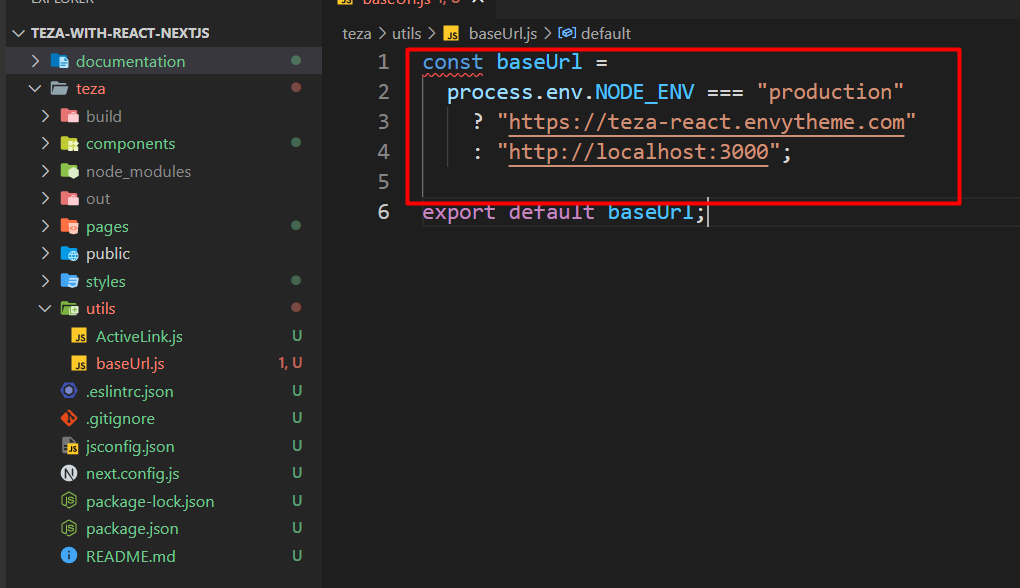 EXPLORER
TEZA-WITH-REACT-NEXTJS
documentation
teza
build
components
node_modules
out
pages
public
styles
utils
ActiveLink.js U
baseUrl.js 1, U
.eslintrc.json U
.gitignore U
jsconfig.json U
next.config.js U
package-lock.json U
package.json U
README.md U
baseUrl.js 1, U
teza > utils > JS baseUrl.js > default
1 const baseUrl =
2 process.env.NODE_ENV === "production"
3 ? "https://teza-react.envytheme.com"
4 : "http://localhost:3000";
5
6 export default baseUrl;